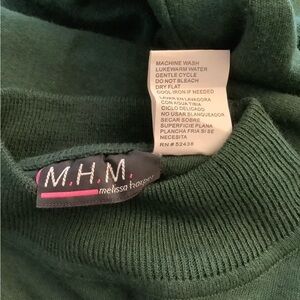 MACHINE WASH
LUKEWARM WATER
GENTLE CYCLE
DO NOT BLEACH
DRY FLAT
COOL IRON IF NEEDED
LAVER EN LAVADORA
CON AGUA TIBIA
CICLO DELICADO
NO USAR BLANQUEADOR
SECAR SOBRE
SUPERFICIE PLANA
PLANCHA FRIA SI SE
NECESITA
RN # 52438
M.H.M.
melissa harper